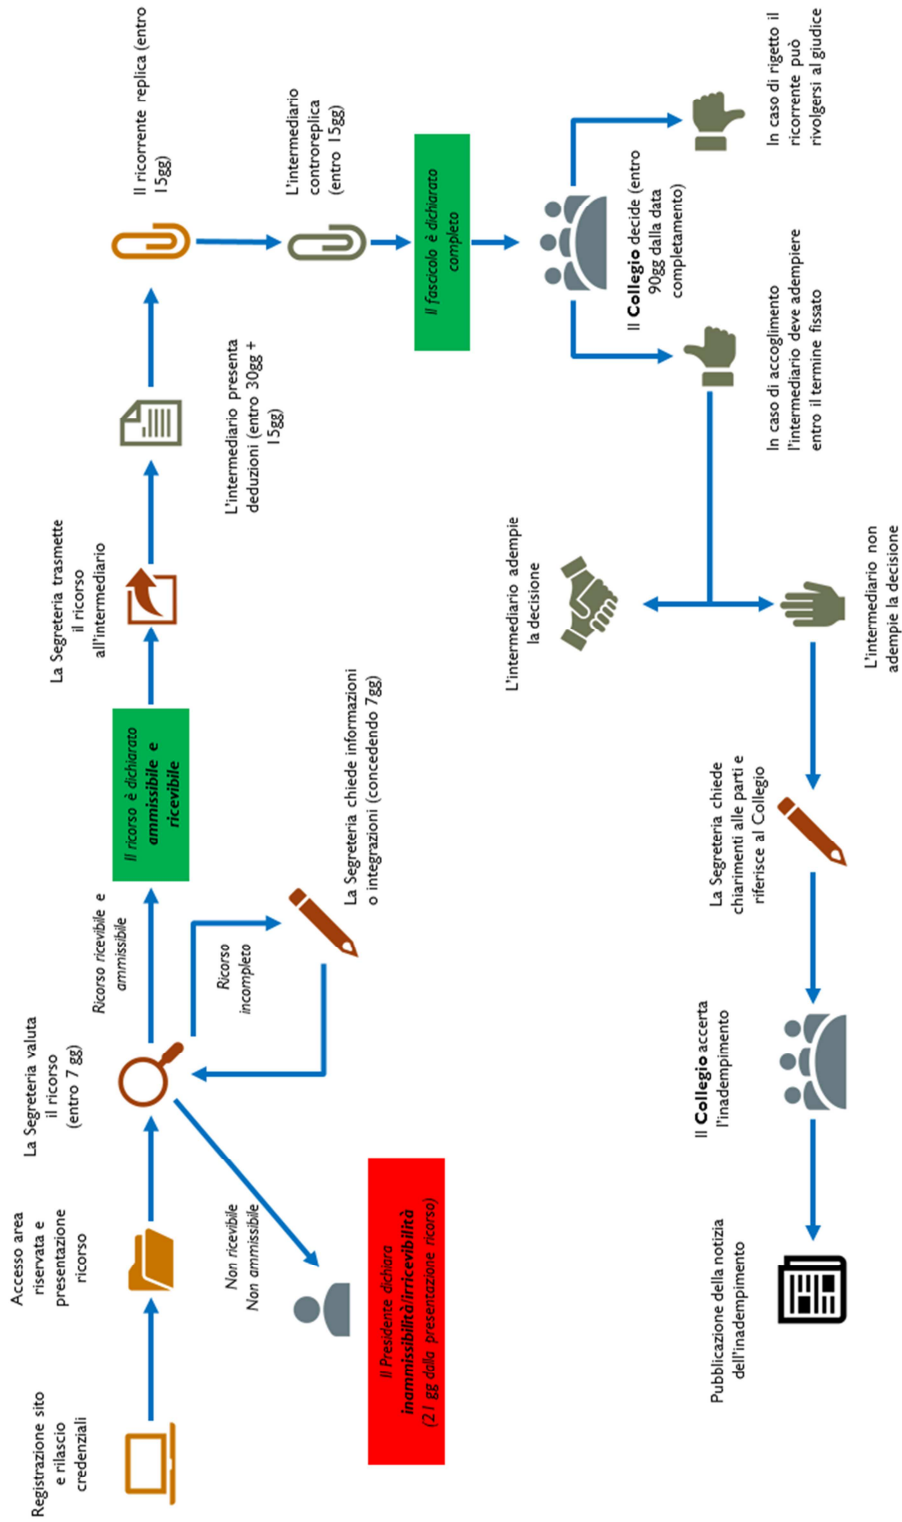 Registrazione sito
e rilascio
credenziali
Accesso area
riservata e
presentazione
ricorso
La Segreteria valuta
il ricorso
(entro 7 gg)
Ricorso ricevibile e
ammissibile
Ricorso
incompleto
La Segreteria chiede informazioni
o integrazioni (concedendo 7gg)
Non ricevibile
Non ammissibile
Il Presidente dichiara
inammissibilità/irricevibilità
(21 gg dalla presentazione ricorso)
Il ricorso è dichiarato
ammissibile e
ricevibile
La Segreteria trasmette
il ricorso
all'intermediario
L'intermediario presenta
deduzioni (entro 30gg +
15gg)
Il ricorrente replica (entro
15gg)
L'intermediario
controreplica
(entro 15gg)
Il fascicolo è dichiarato
completo
Il Collegio decide (entro
90gg dalla data
completamento)
In caso di rigetto il
ricorrente può
rivolgersi al giudice
In caso di accoglimento
l'intermediario deve adempiere
entro il termine fissato
L'intermediario adempie
la decisione
L'intermediario non
adempie la decisione
La Segreteria chiede
chiarimenti alle parti e
riferisce al Collegio
Il Collegio accerta
l'inadempimento
Pubblicazione della notizia
dell'inadempimento